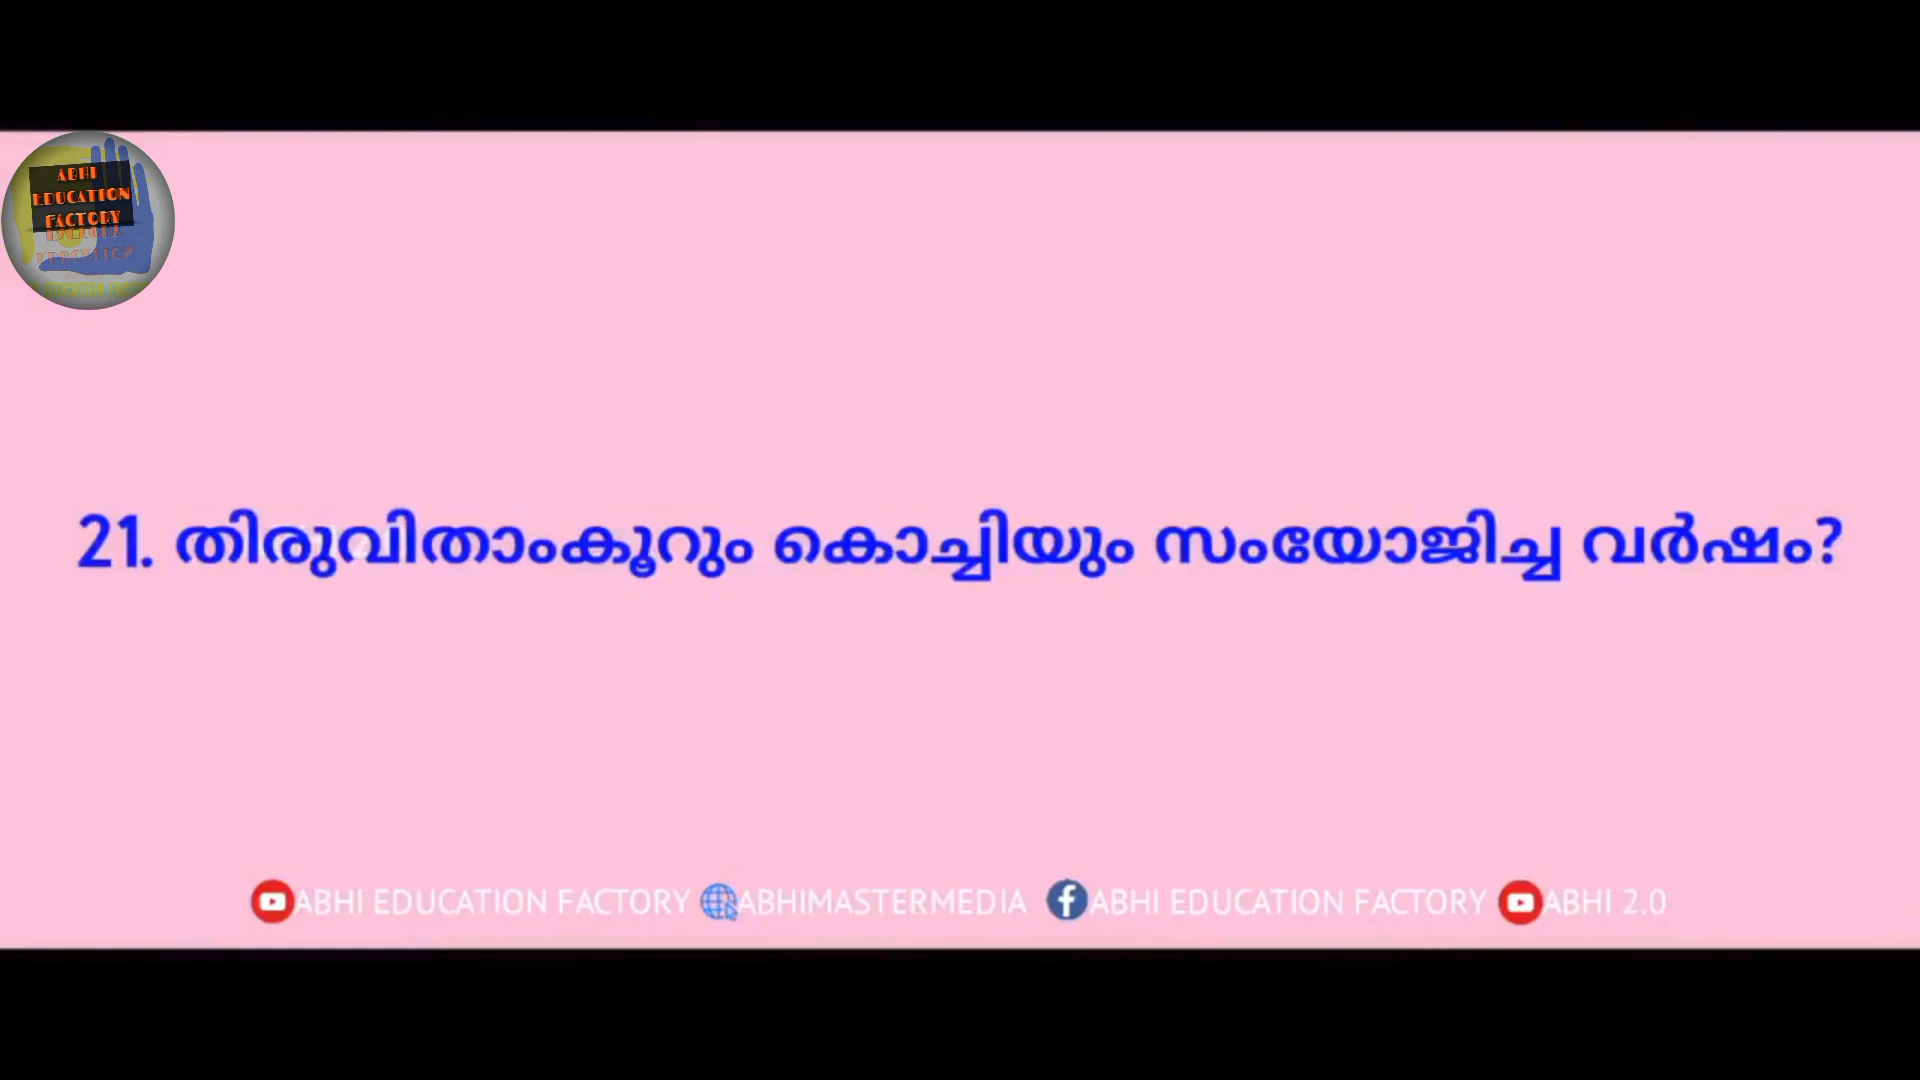 ABHI
EDUCATION
FACTORY
21. തിരുവിതാംകൂറും കൊച്ചിയും സംയോജിച്ച വർഷം?
ABHI EDUCATION FACTORY ABHIMASTERMEDIA ABHI EDUCATION FACTORY ABHI 2.0